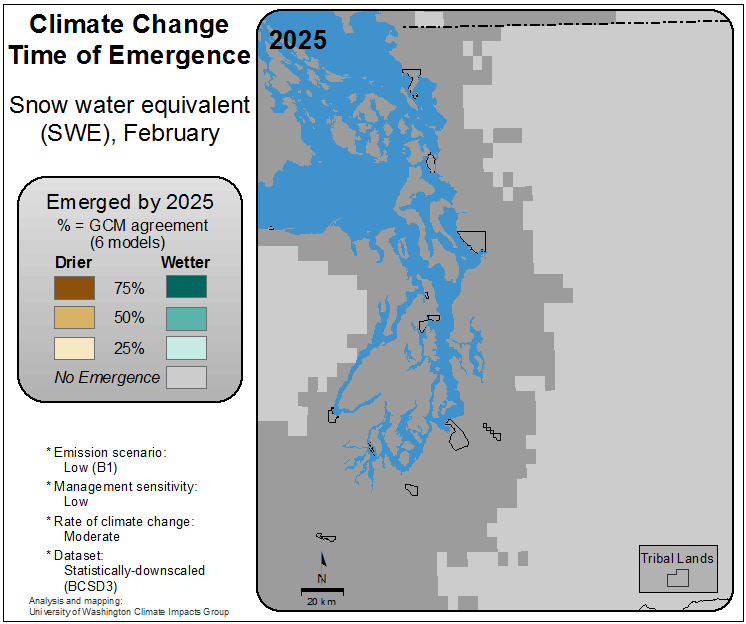 Climate Change
Time of Emergence
Snow water equivalent
(SWE), February
Emerged by 2025
% = GCM agreement
(6 models)
Drier Wetter
75%
50%
25%
No Emergence
* Emission scenario:
Low (B1)
* Management sensitivity:
Low
* Rate of climate change:
Moderate
* Dataset:
Statistically-downscaled
(BCSD3)
Analysis and mapping:
University of Washington Climate Impacts Group
2025
N
20 km
Tribal Lands